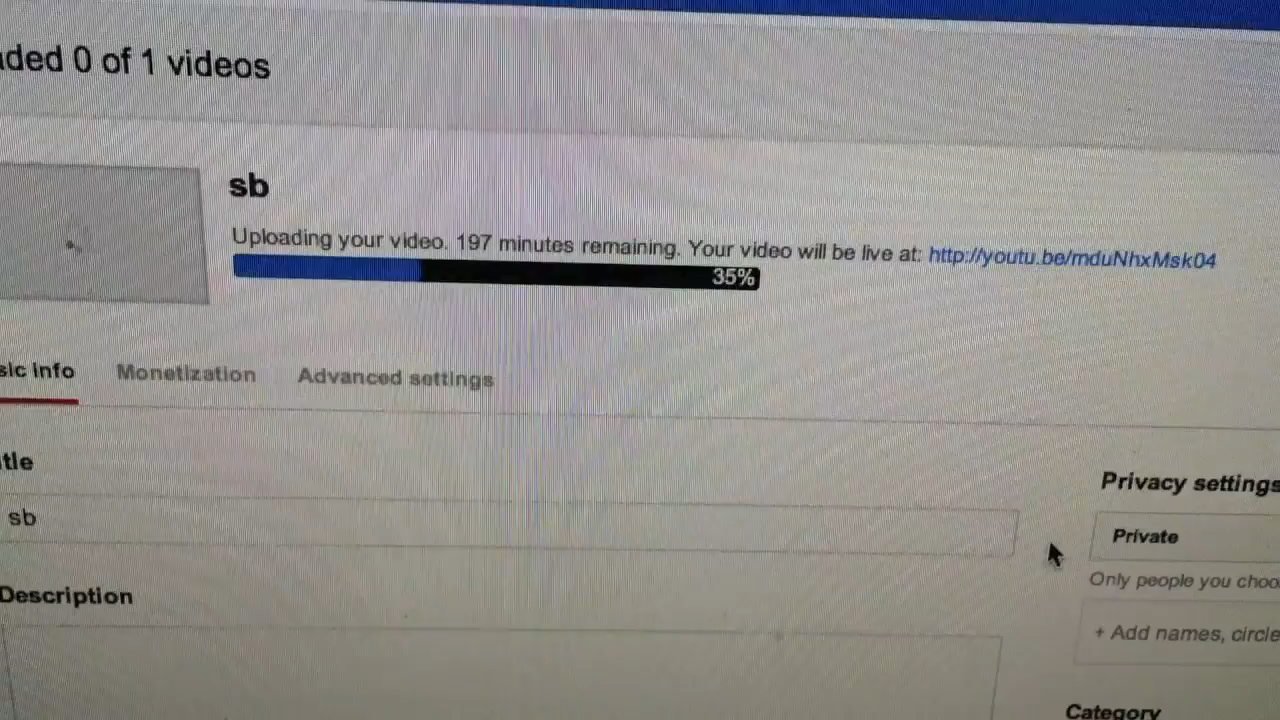 ded 0 of 1 videos
sb
Uploading your video. 197 minutes remaining. Your video will be live at: http://youtu.be/mduNhxMsk04
35%
sic info Monetization Advanced settings
tle
Privacy settings
sb
Private
Only people you choo
Description
+ Add names, circle
Category